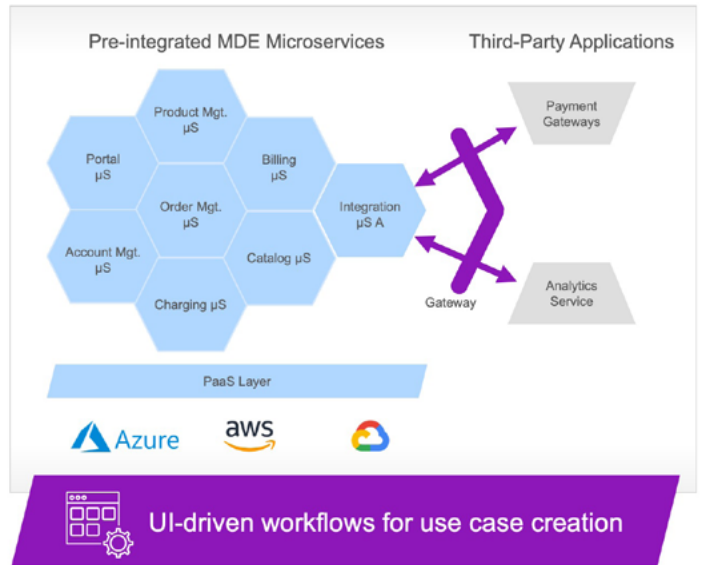 Pre-integrated MDE Microservices
Third-Party Applications
Product Mgt.
µS
Portal
µS
Billing
µS
Order Mgt.
µS
Integration
µS A
Account Mgt.
µS
Catalog µS
Charging µS
Payment
Gateways
Gateway
Analytics
Service
PaaS Layer
Azure
aws
UI-driven workflows for use case creation